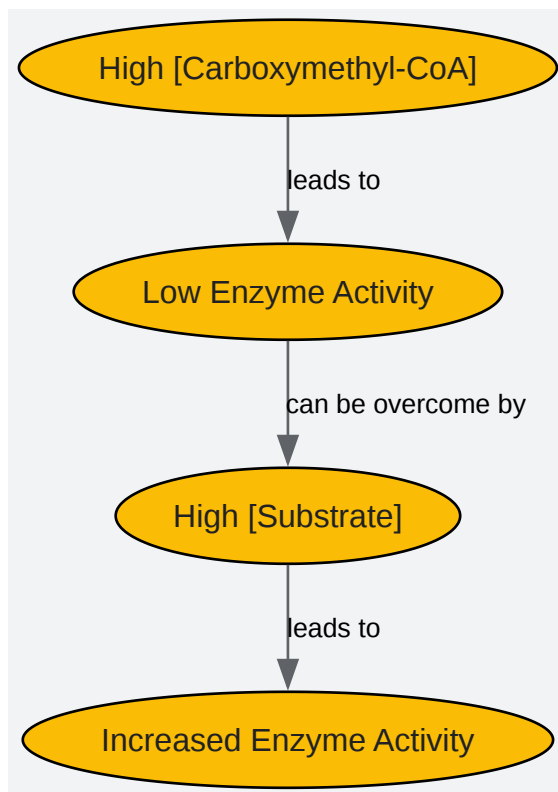 High [Carboxymethyl-CoA]
leads to
Low Enzyme Activity
can be overcome by
High [Substrate]
leads to
Increased Enzyme Activity